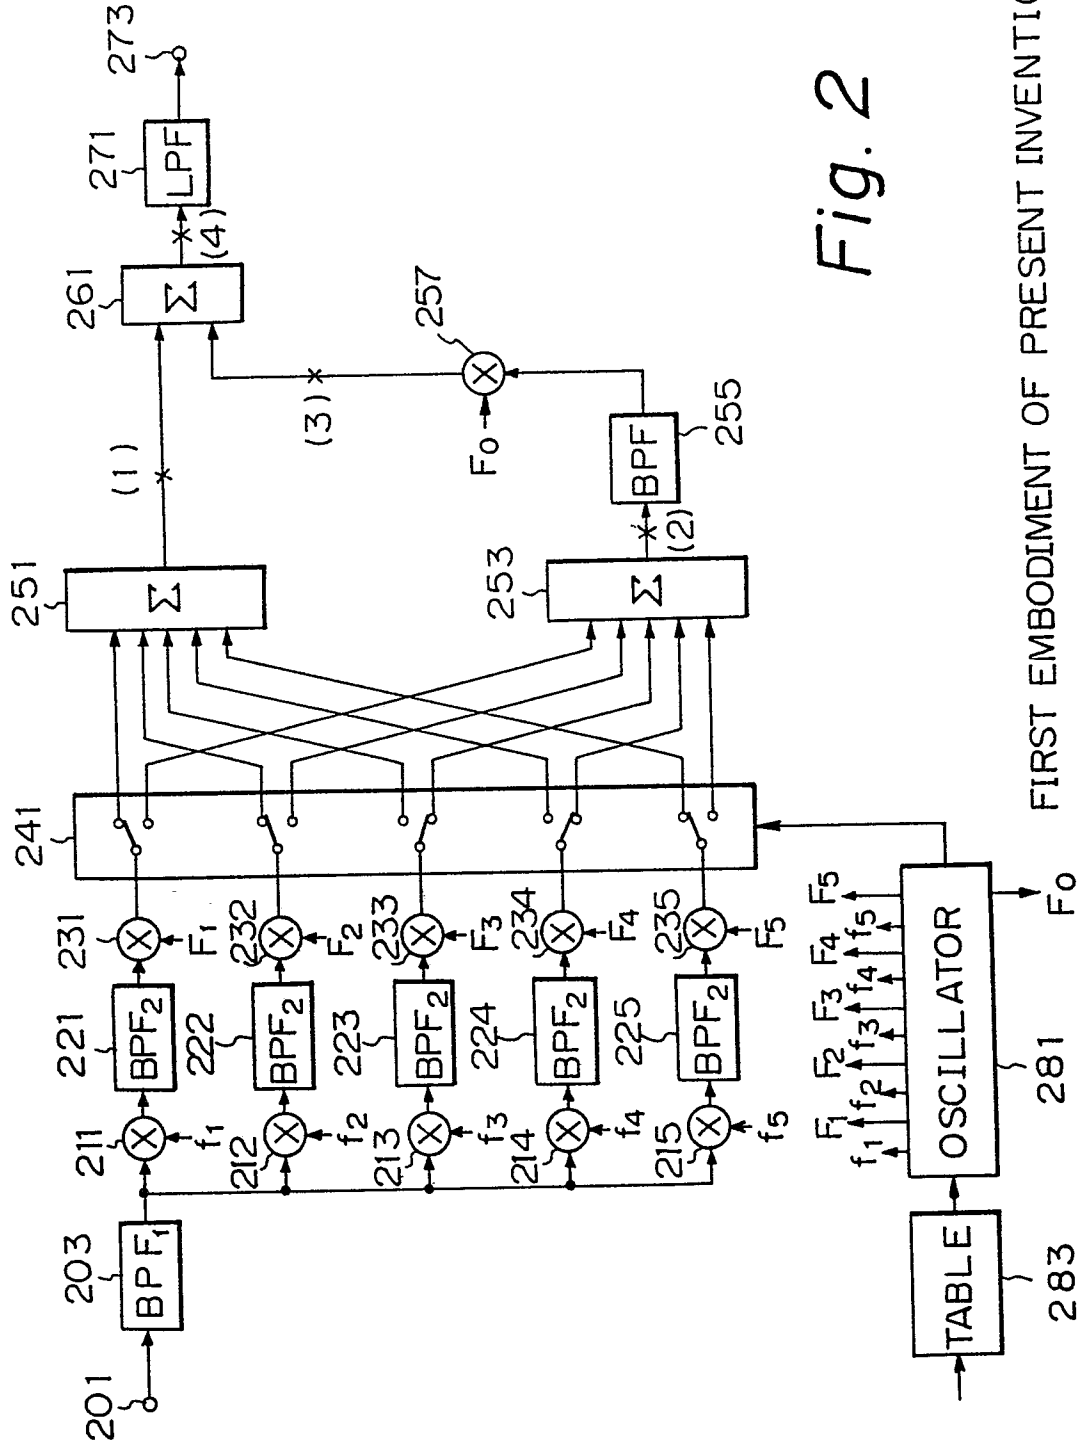 201
203
BPF1
211
f1
221
BPF2
231
F1
212
f2
222
BPF2
232
F2
213
f3
223
BPF2
233
F3
214
f4
224
BPF2
234
F4
215
f5
225
BPF2
235
F5
241
251
Σ
(1)
253
Σ
(2)
BPF
255
Fo
257
(3)
261
Σ
(4)
LPF
271
273
TABLE
283
OSCILLATOR
281
f1 F1 f2 F2 f3 F3 f4 F4 f5 F5
Fo
Fig. 2
FIRST EMBODIMENT OF PRESENT